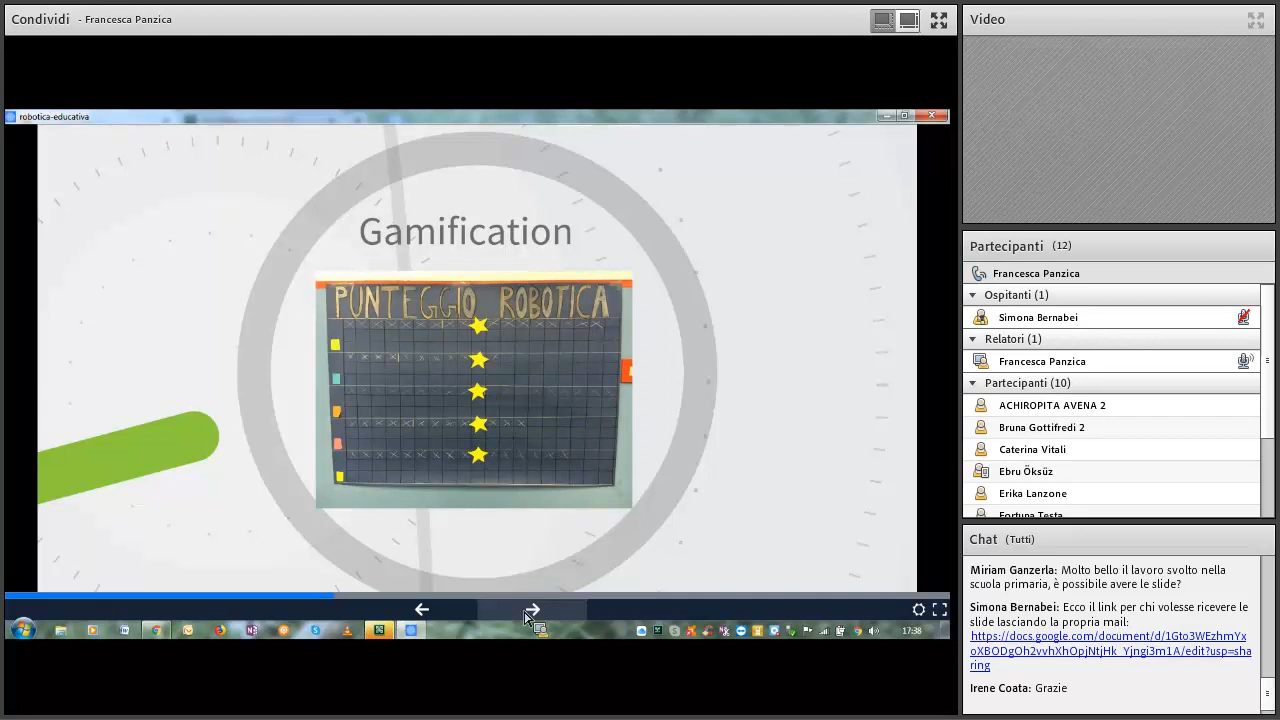 Condividi - Francesca Panzica
robotica-educativa
Gamification
PUNTEGGIO ROBOTICA
17:38
Video
Partecipanti (12)
Francesca Panzica
Ospitanti (1)
Simona Bernabei
Relatori (1)
Francesca Panzica
Partecipanti (10)
ACHIROPITA AVENA 2
Bruna Gottifredi 2
Caterina Vitali
Ebru Öksüz
Erika Lanzone
Fortuna Testa
Chat (Tutti)
Miriam Ganzerla: Molto bello il lavoro svolto nella
scuola primaria, è possibile avere le slide?
Simona Bernabei: Ecco il link per chi volesse ricevere le
slide lasciando la propria mail:
https://docs.google.com/document/d/1Gto3WEzhmYx
oXBODgOh2vvhXhOpjNtjHk_Yjngi3m1A/edit?usp=sha
ring
Irene Coata: Grazie